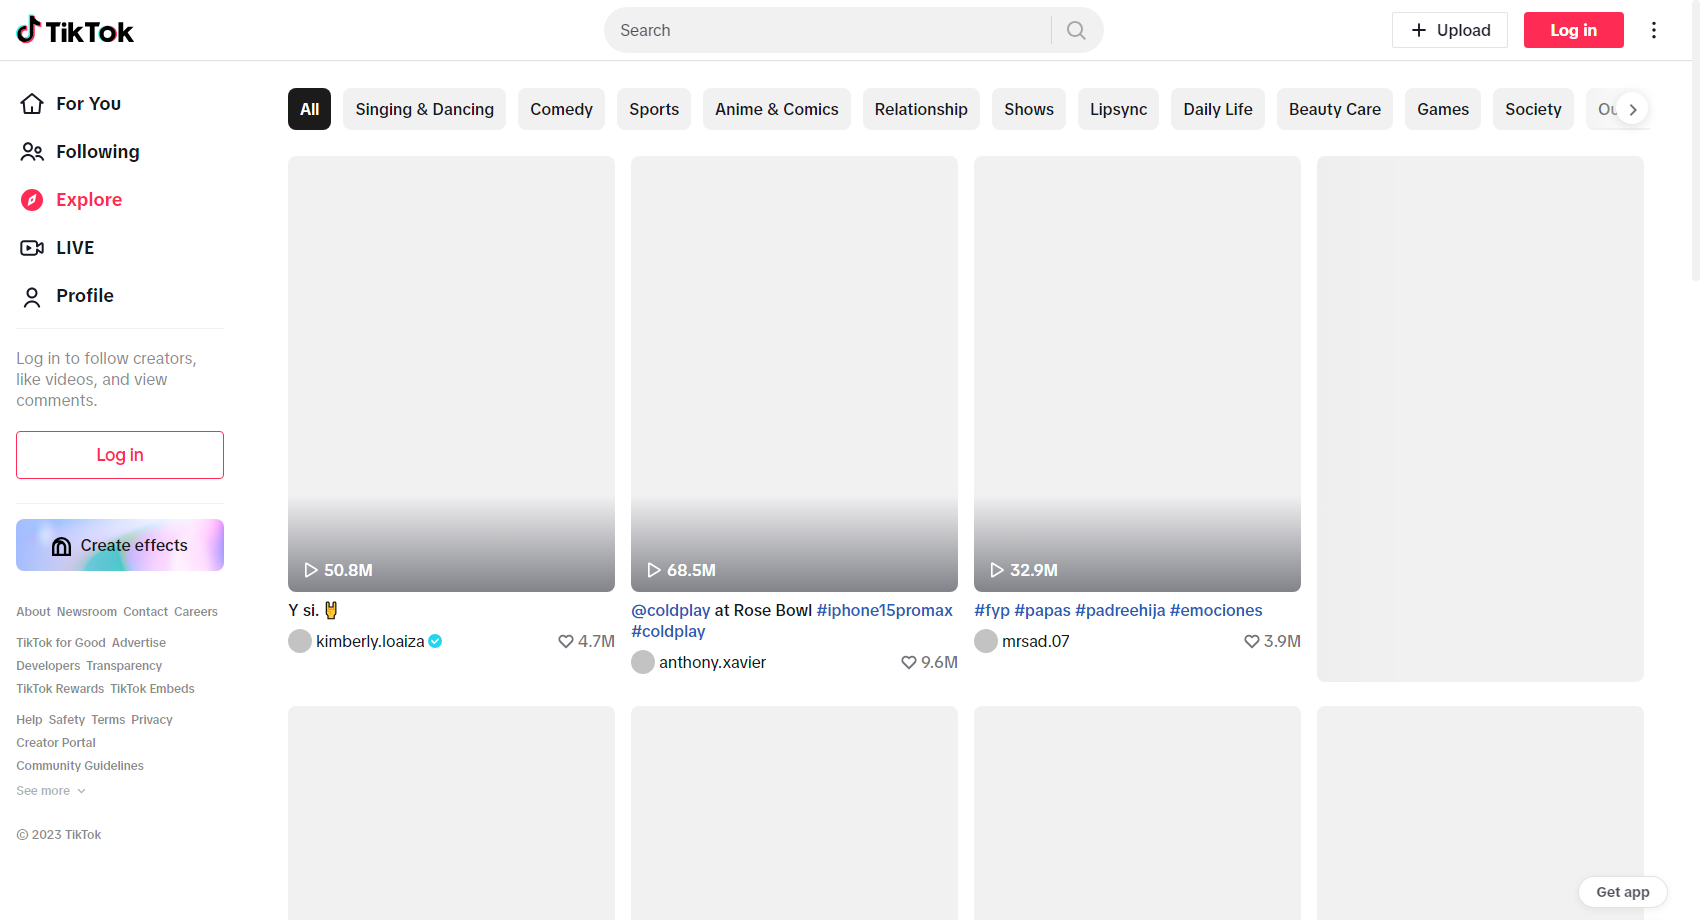 TikTok
Search
Upload
Log in
For You
Following
Explore
LIVE
Profile
Log in to follow creators,
like videos, and view
comments.
Log in
Create effects
About Newsroom Contact Careers
TikTok for Good Advertise
Developers Transparency
TikTok Rewards TikTok Embeds
Help Safety Terms Privacy
Creator Portal
Community Guidelines
See more
© 2023 TikTok
All Singing & Dancing Comedy Sports Anime & Comics Relationship Shows Lipsync Daily Life Beauty Care Games Society
50.8M
Y si. 🤘
kimberly.loaiza 4.7M
68.5M
@coldplay at Rose Bowl #iphone15promax
#coldplay
anthony.xavier 9.6M
32.9M
#fyp #papas #padreehija #emociones
mrsad.07 3.9M
Get app